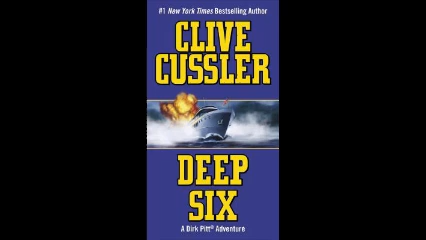 #1 New York Times Bestselling Author
CLIVE
CUSSLER
DEEP
SIX
A Dirk Pitt® Adventure